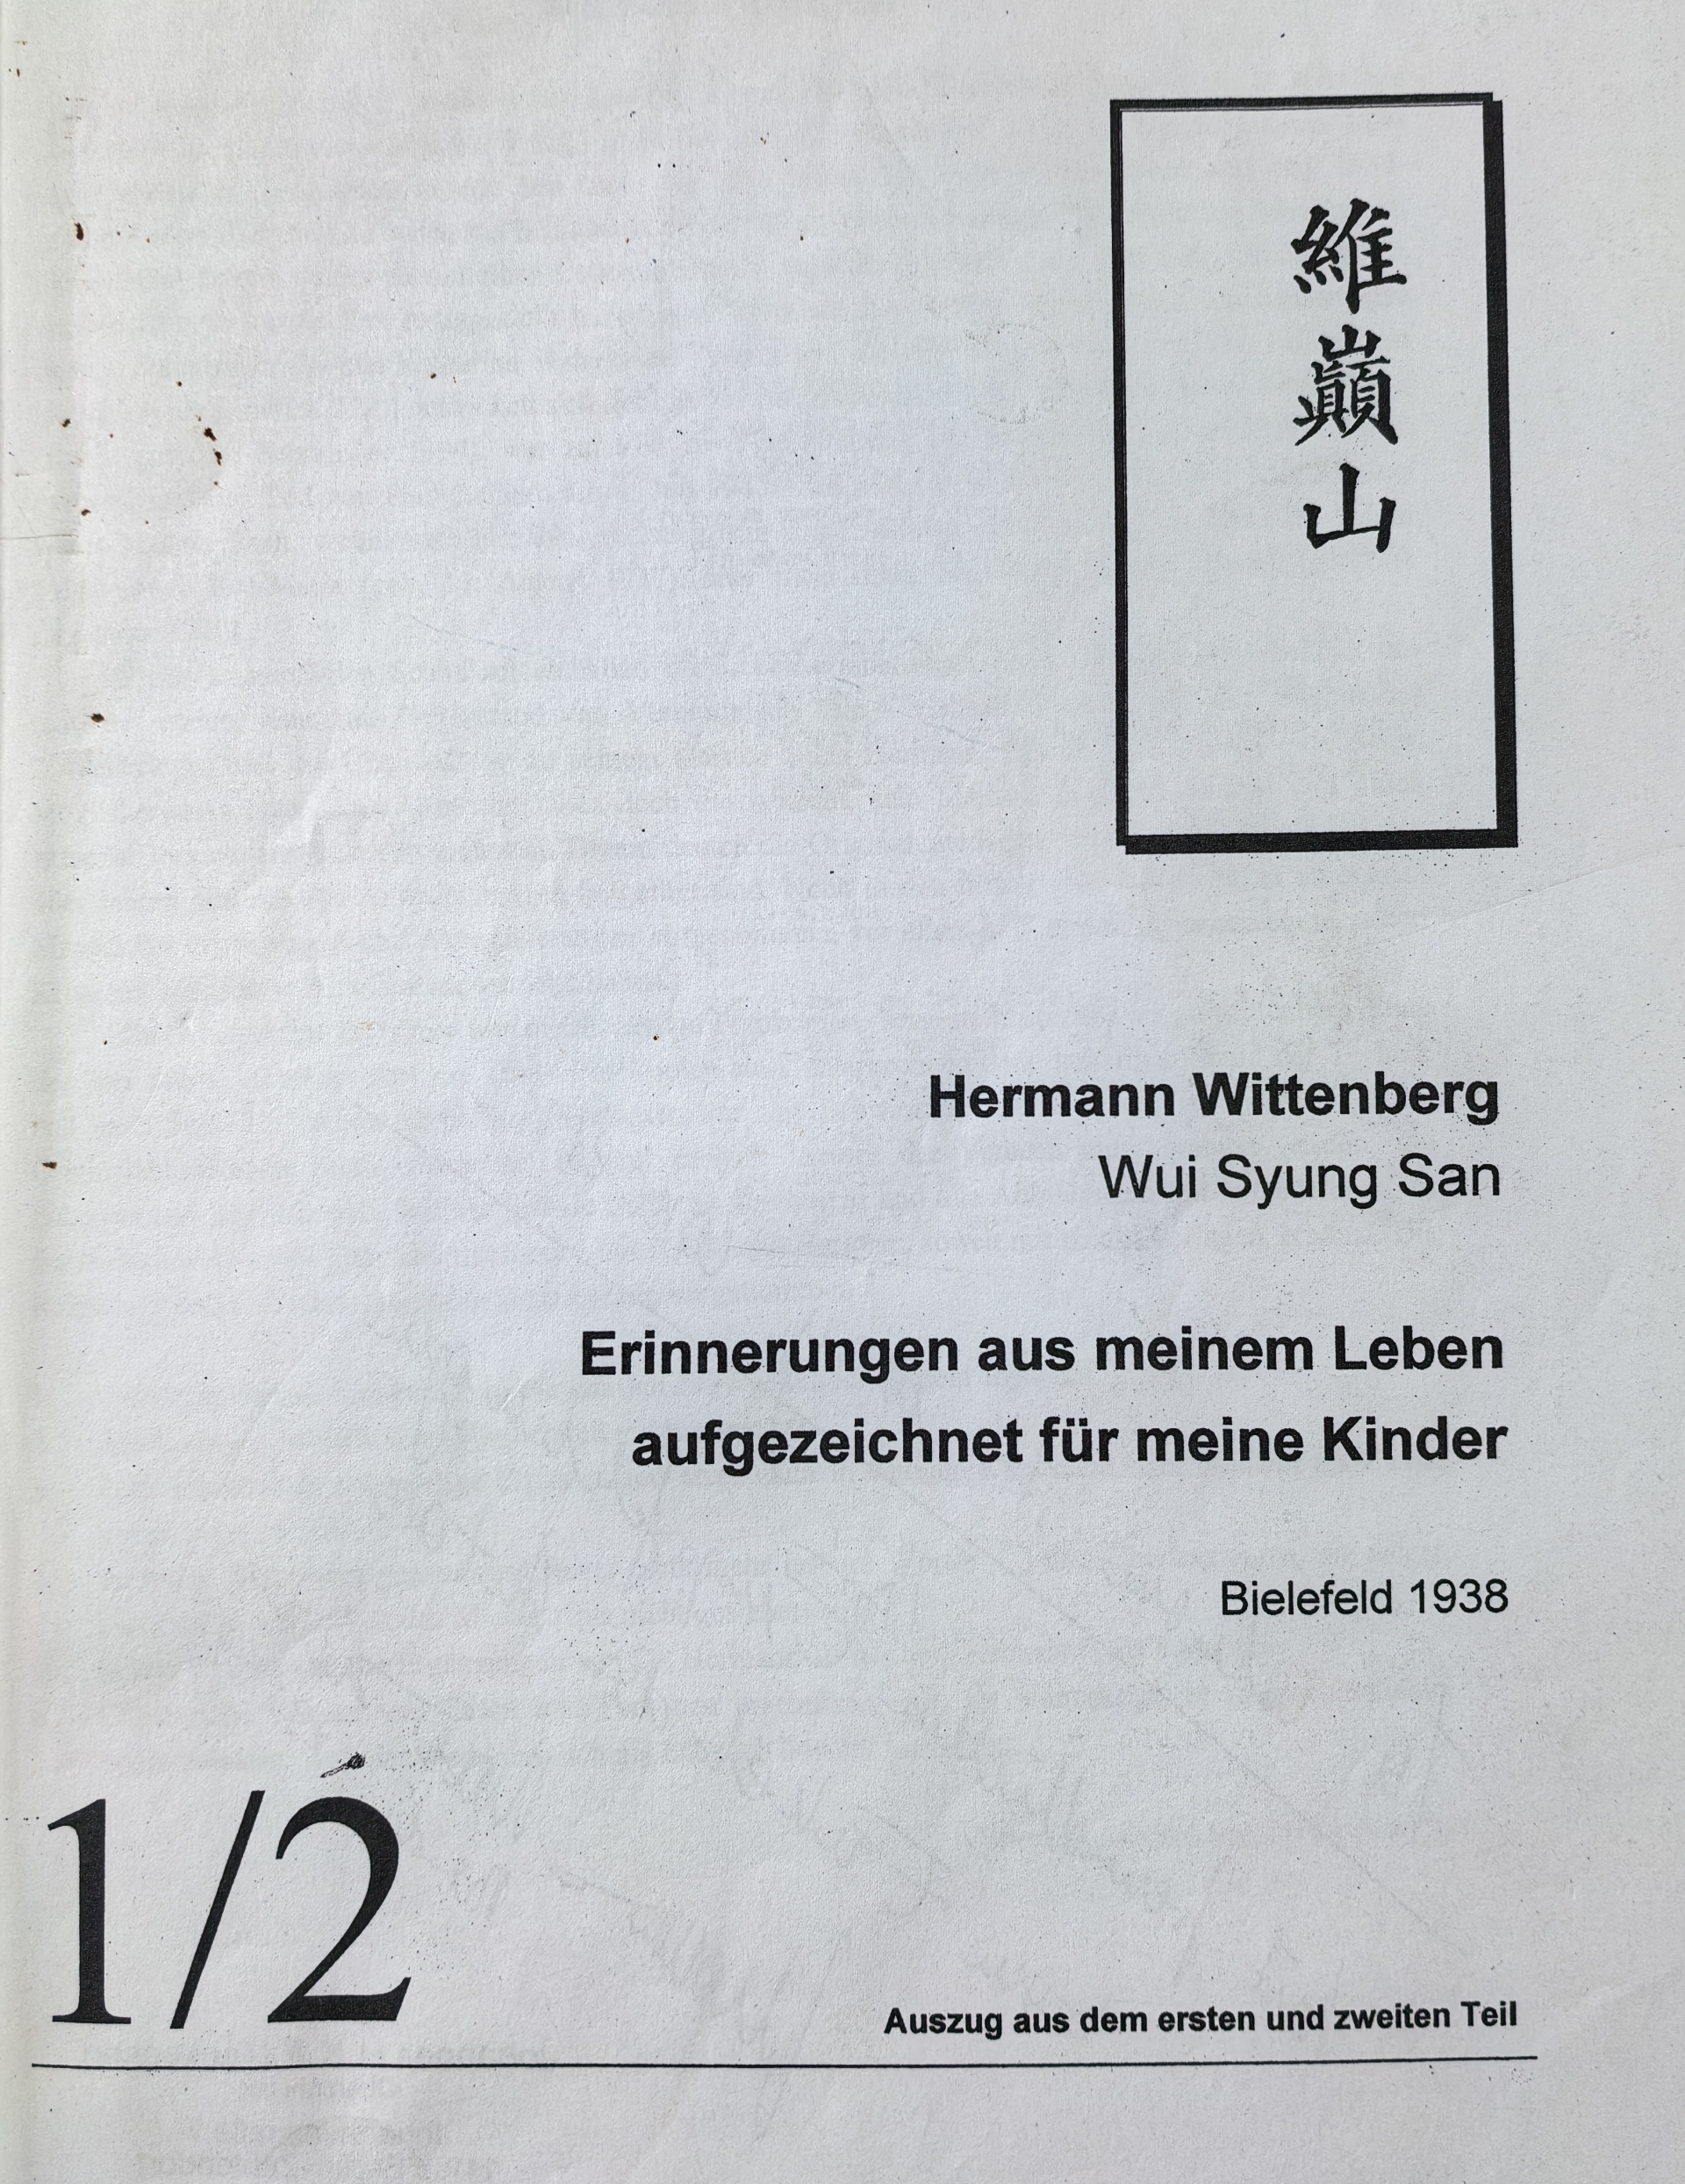 維
巔
山
Hermann Wittenberg
Wui Syung San
Erinnerungen aus meinem Leben
aufgezeichnet für meine Kinder
Bielefeld 1938
1/2
Auszug aus dem ersten und zweiten Teil